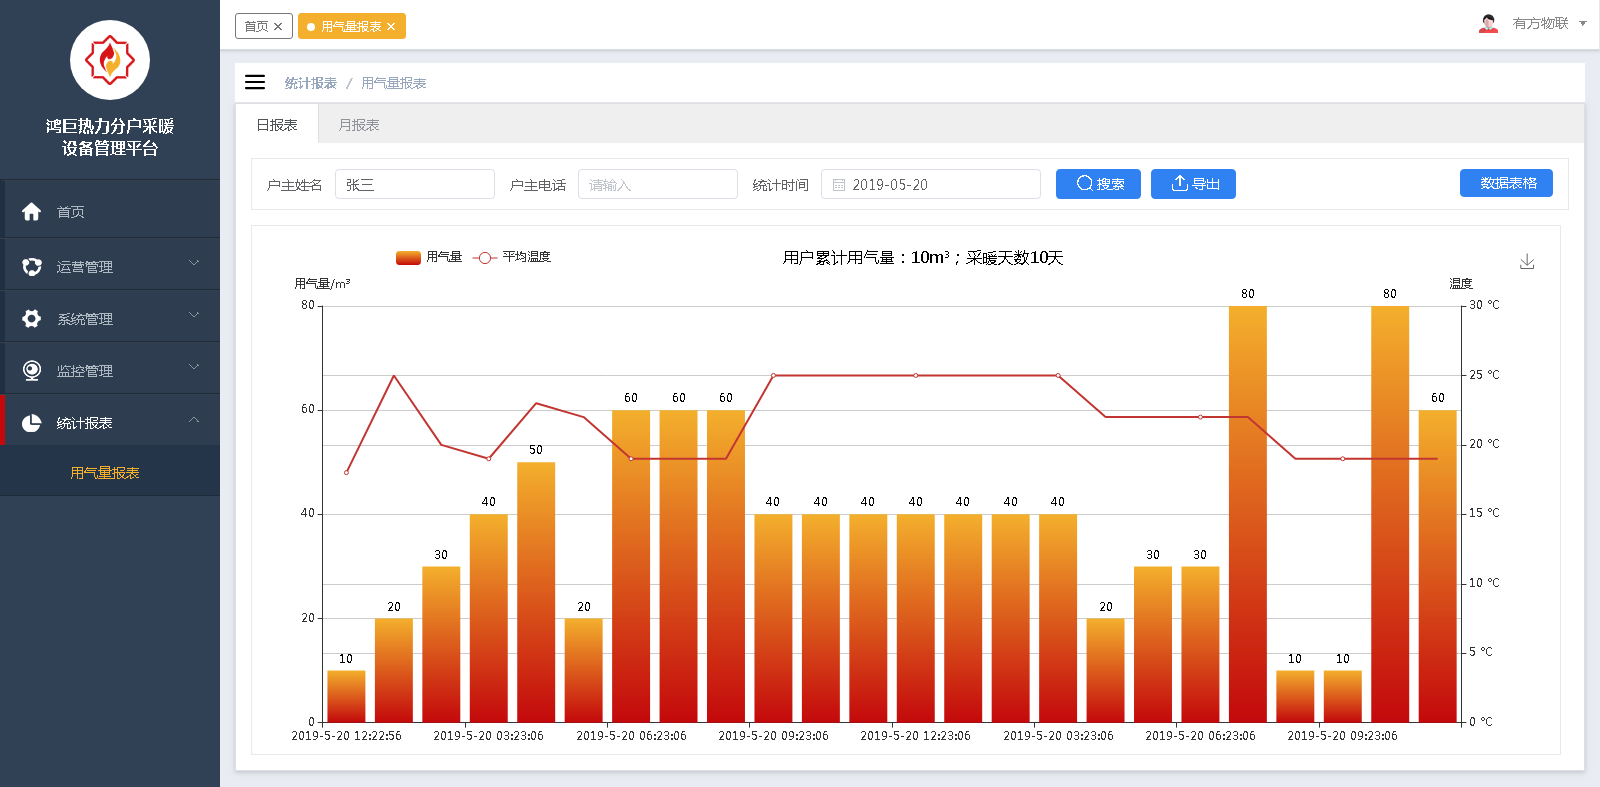 鸿巨热力分户采暖
设备管理平台
首页
运营管理
系统管理
监控管理
统计报表
用气量报表
首页 ×
用气量报表 ×
有方物联
统计报表 / 用气量报表
日报表 月报表
户主姓名 张三 户主电话 请输入 统计时间 2019-05-20 搜索 导出 数据表格
用气量 平均温度 用户累计用气量：10m³；采暖天数10天
用气量/m³ 温度
80 60 40 20 0
10 20 30 40 50 20 60 60 60 40 40 40 40 40 40 40 20 30 30 80 10 10 80 60
30 °C 25 °C 20 °C 15 °C 10 °C 5 °C 0 °C
2019-5-20 12:22:56 2019-5-20 03:23:06 2019-5-20 06:23:06 2019-5-20 09:23:06 2019-5-20 12:23:06 2019-5-20 03:23:06 2019-5-20 06:23:06 2019-5-20 09:23:06